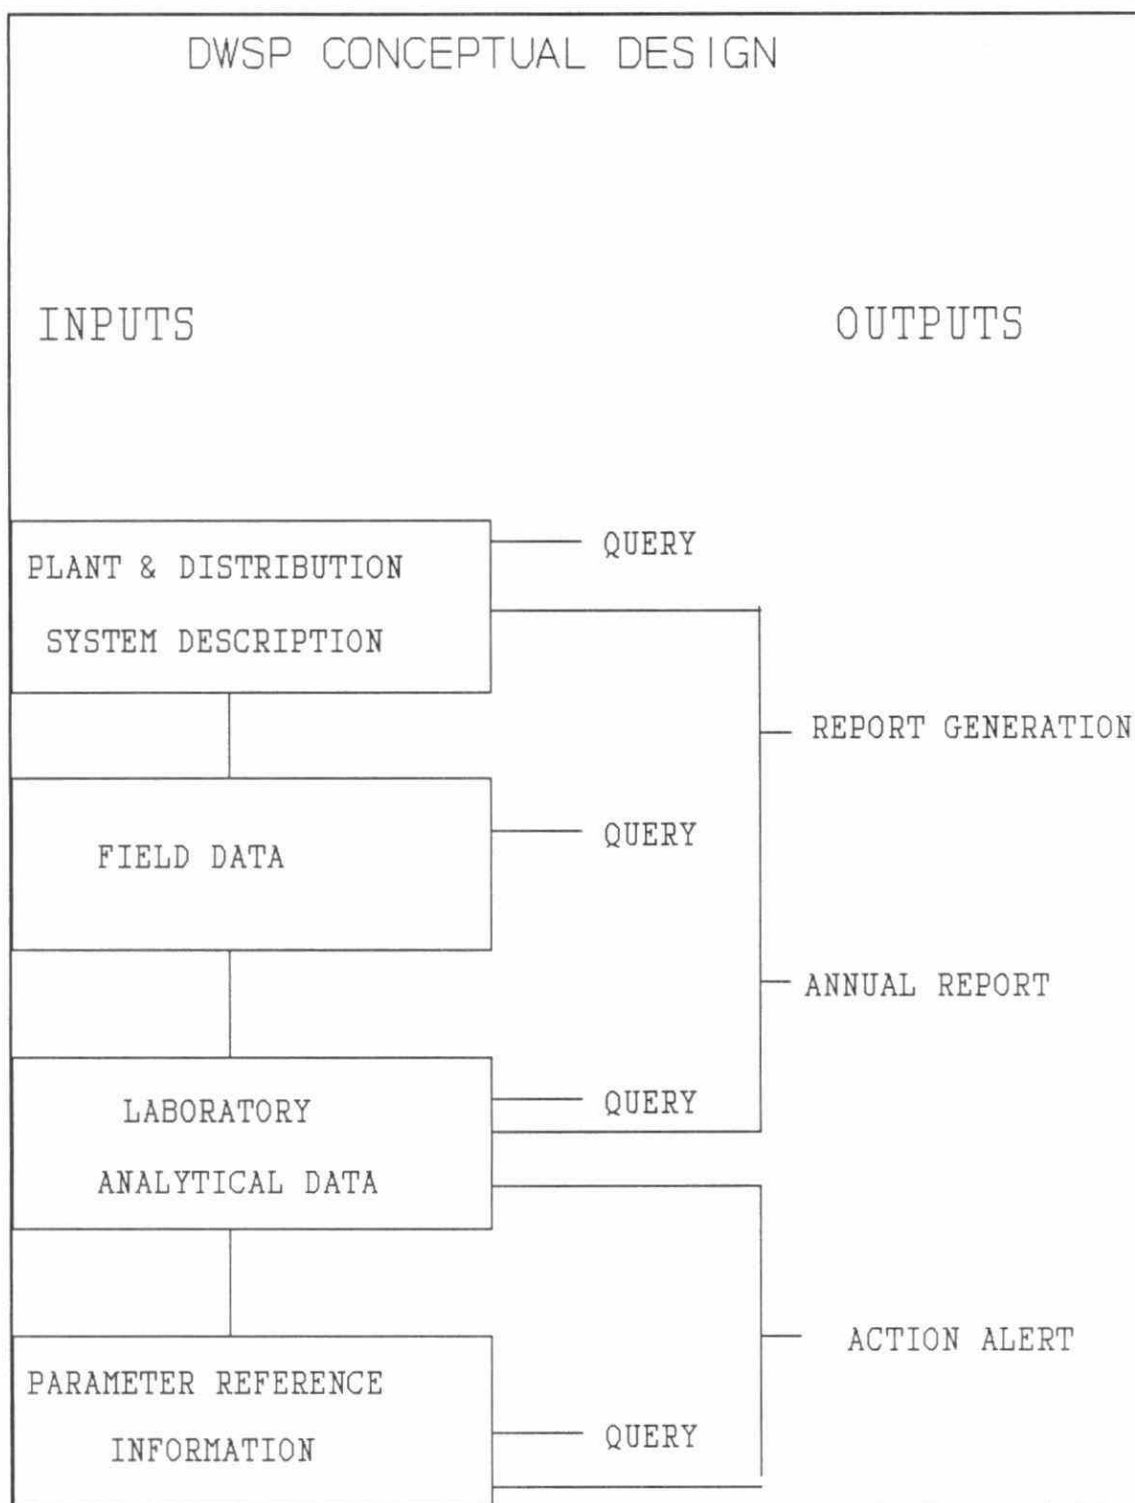 DWSP CONCEPTUAL DESIGN
INPUTS
OUTPUTS
QUERY
PLANT & DISTRIBUTION
SYSTEM DESCRIPTION
REPORT GENERATION
QUERY
FIELD DATA
ANNUAL REPORT
QUERY
LABORATORY
ANALYTICAL DATA
ACTION ALERT
PARAMETER REFERENCE
QUERY
INFORMATION